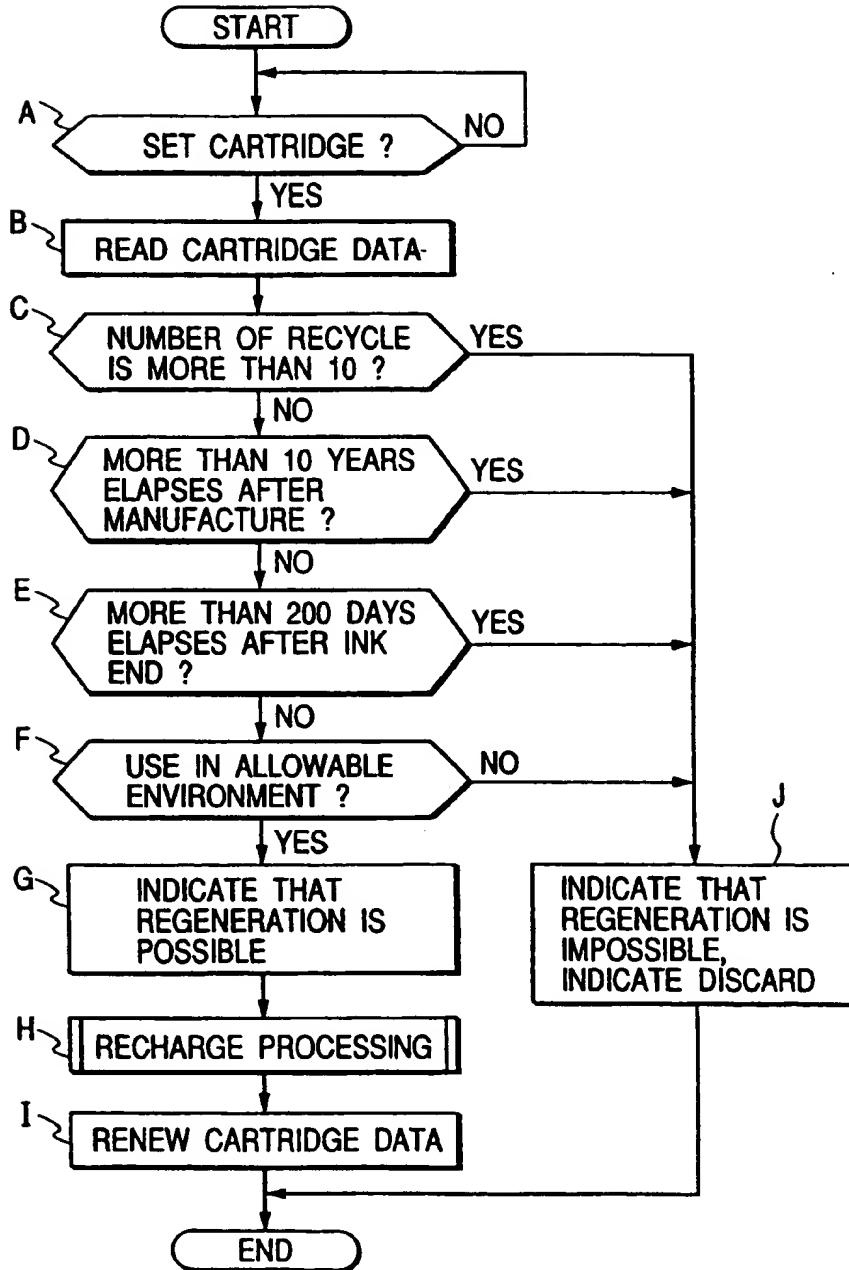 START
A
SET CARTRIDGE ?
NO
YES
B
READ CARTRIDGE DATA
C
NUMBER OF RECYCLE
IS MORE THAN 10 ?
YES
NO
D
MORE THAN 10 YEARS
ELAPSES AFTER
MANUFACTURE ?
YES
NO
E
MORE THAN 200 DAYS
ELAPSES AFTER INK
END ?
YES
NO
F
USE IN ALLOWABLE
ENVIRONMENT ?
NO
YES
G
INDICATE THAT
REGENERATION IS
POSSIBLE
J
INDICATE THAT
REGENERATION IS
IMPOSSIBLE,
INDICATE DISCARD
H
RECHARGE PROCESSING
I
RENEW CARTRIDGE DATA
END